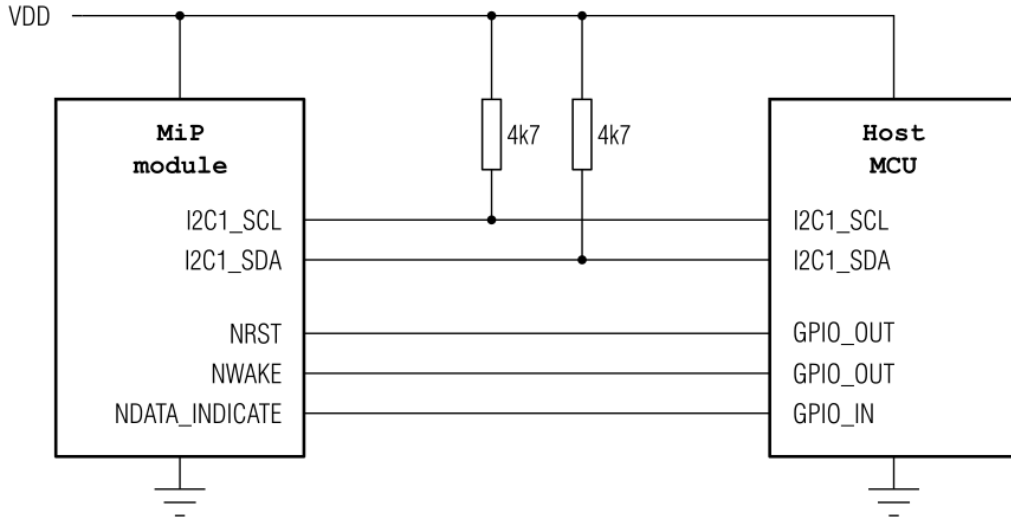 VDD
MiP
module
4k7
4k7
Host
MCU
I2C1_SCL
I2C1_SCL
I2C1_SDA
I2C1_SDA
NRST
GPIO_OUT
NWAKE
GPIO_OUT
NDATA_INDICATE
GPIO_IN